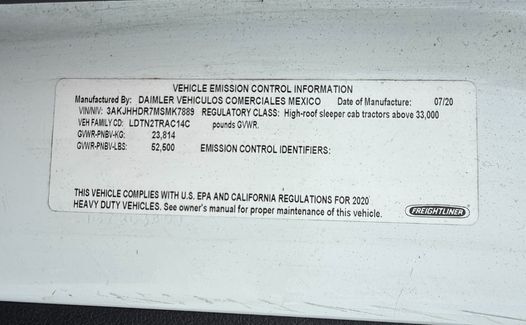 VEHICLE EMISSION CONTROL INFORMATION
Manufactured By: DAIMLER VEHICULOS COMERCIALES MEXICO Date of Manufacture: 07/20
VIN/NIV: 3AKJHHDR7MSMK7889 REGULATORY CLASS: High-roof sleeper cab tractors above 33,000
VEH FAMILY CD: LDTN2TRAC14C pounds GVWR.
GVWR-PNBV-KG: 23,814
GVWR-PNBV-LBS: 52,500 EMISSION CONTROL IDENTIFIERS:
THIS VEHICLE COMPLIES WITH U.S. EPA AND CALIFORNIA REGULATIONS FOR 2020
HEAVY DUTY VEHICLES. See owner's manual for proper maintenance of this vehicle.
FREIGHTLINER